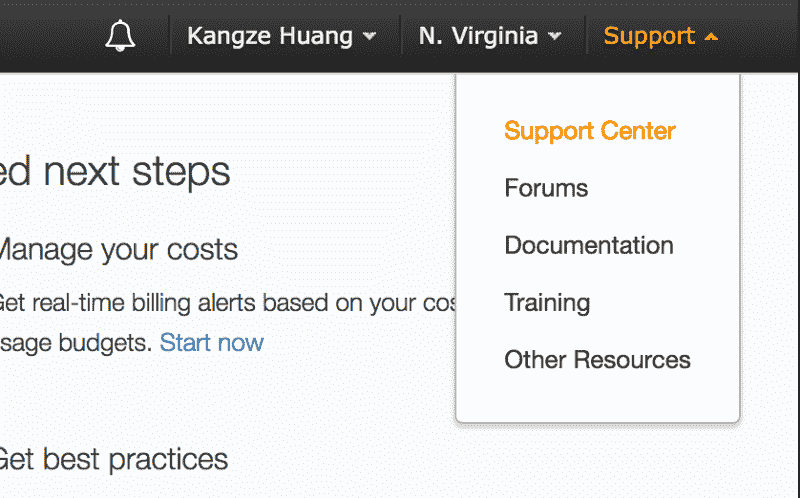 Kangze Huang N. Virginia Support
Support Center
Forums
Documentation
Training
Other Resources
ed next steps
Manage your costs
Get real-time billing alerts based on your cos
sage budgets. Start now
Get best practices